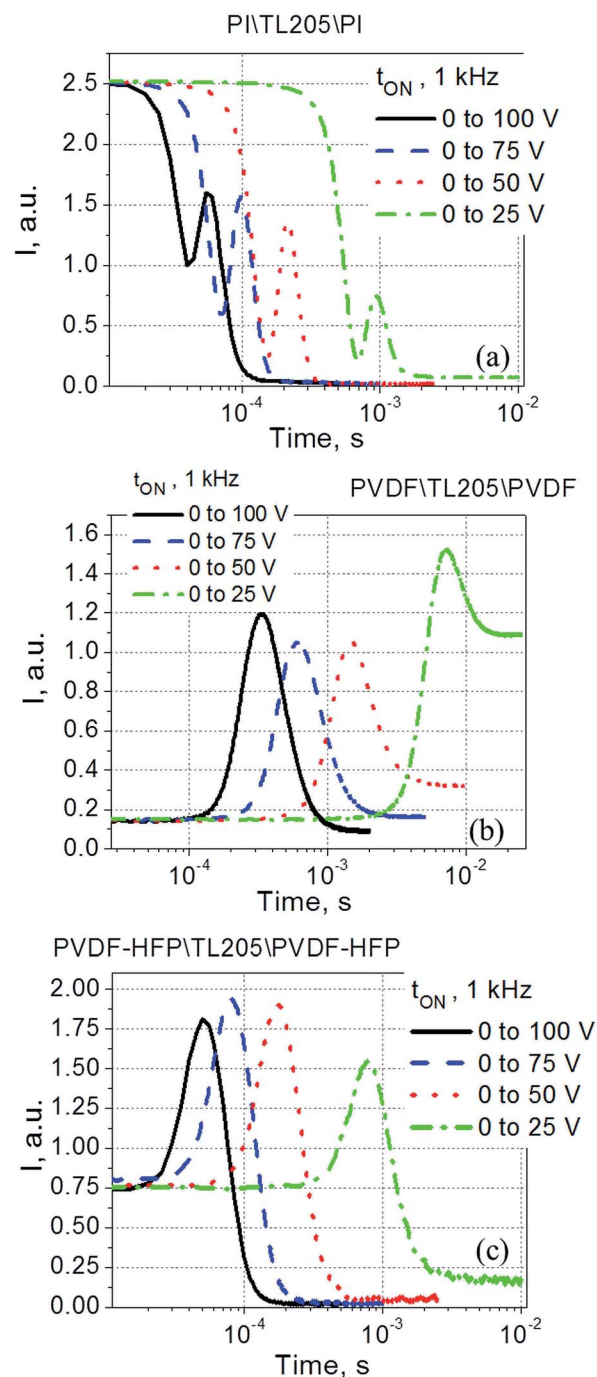 PI\TL205\PI
t_ON, 1 kHz
0 to 100 V
0 to 75 V
0 to 50 V
0 to 25 V
I, a.u.
2.5
2.0
1.5
1.0
0.5
0.0
(a)
10^-4
10^-3
10^-2
Time, s
t_ON , 1 kHz
PVDF\TL205\PVDF
0 to 100 V
0 to 75 V
0 to 50 V
0 to 25 V
I, a.u.
1.6
1.4
1.2
1.0
0.8
0.6
0.4
0.2
0.0
(b)
10^-4
10^-3
10^-2
Time, s
PVDF-HFP\TL205\PVDF-HFP
t_ON , 1 kHz
0 to 100 V
0 to 75 V
0 to 50 V
0 to 25 V
I, a.u.
2.00
1.75
1.50
1.25
1.00
0.75
0.50
0.25
0.00
(c)
10^-4
10^-3
10^-2
Time, s